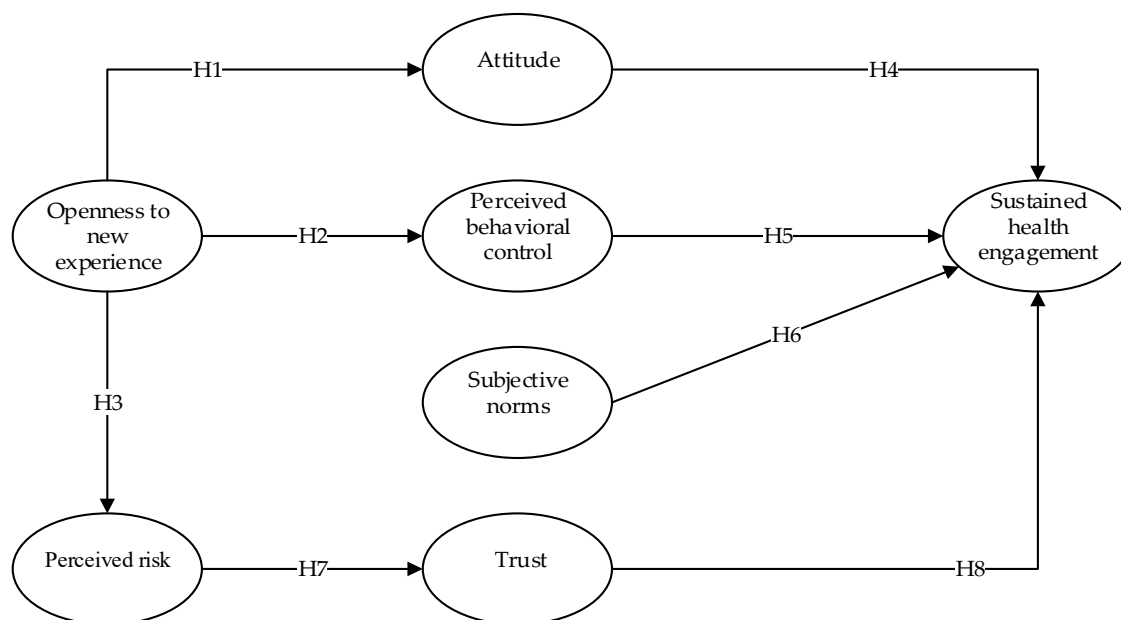 Attitude
H1
H4
Openness to
new
experience
H2
Perceived
behavioral
control
H5
Sustained
health
engagement
H6
Subjective
norms
H3
Perceived risk
H7
Trust
H8